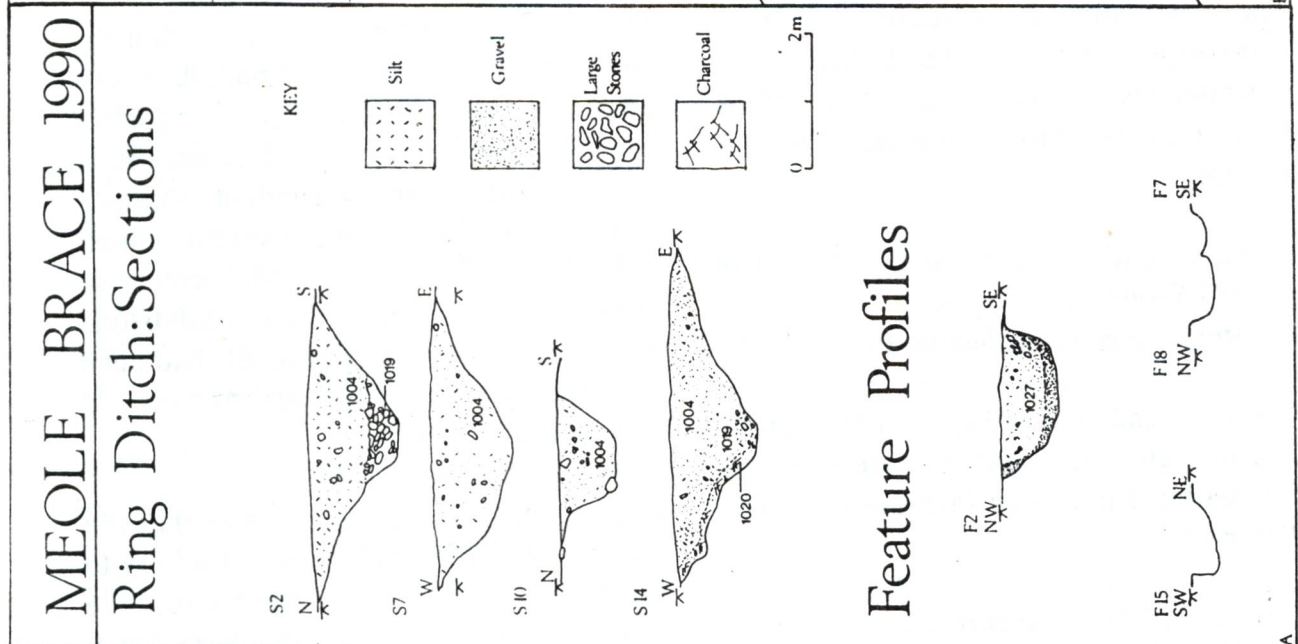 MEOLE BRACE 1990
Ring Ditch: Sections
S2
N
S
1004
1019
S7
W
E
1004
S10
N
S
1004
S14
W
E
1004
1019
1020
KEY
Silt
Gravel
Large
Stones
Charcoal
0
2m
Feature Profiles
F2
NW
SE
1027
F15
SW
NE
F18
NW
F7
SE
A